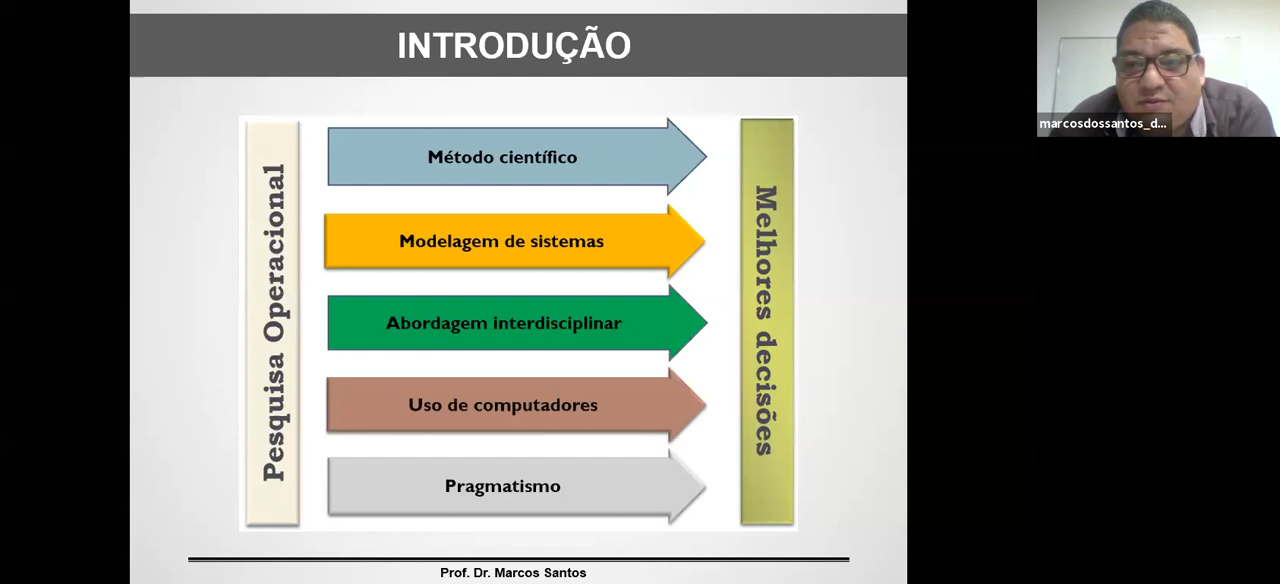 INTRODUÇÃO
marcosdossantos_d...
Pesquisa Operacional
Método científico
Modelagem de sistemas
Abordagem interdisciplinar
Uso de computadores
Pragmatismo
Melhores decisões
Prof. Dr. Marcos Santos